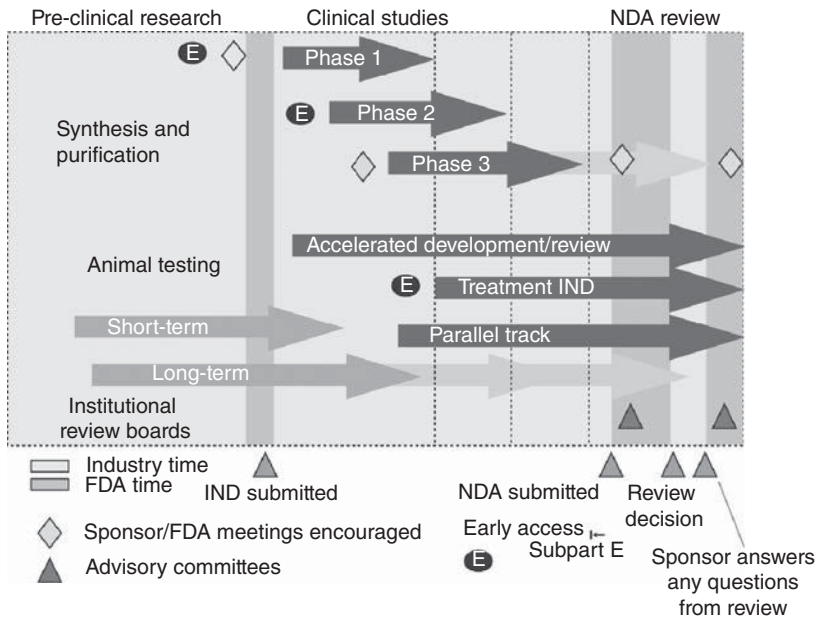 Pre-clinical research
Clinical studies
NDA review
E
Phase 1
E
Phase 2
Synthesis and
purification
Phase 3
Accelerated development/review
Animal testing
E
Treatment IND
Short-term
Parallel track
Long-term
Institutional
review boards
Industry time
FDA time
IND submitted
NDA submitted
Review
decision
Sponsor/FDA meetings encouraged
Early access
Subpart E
E
Advisory committees
Sponsor answers
any questions
from review